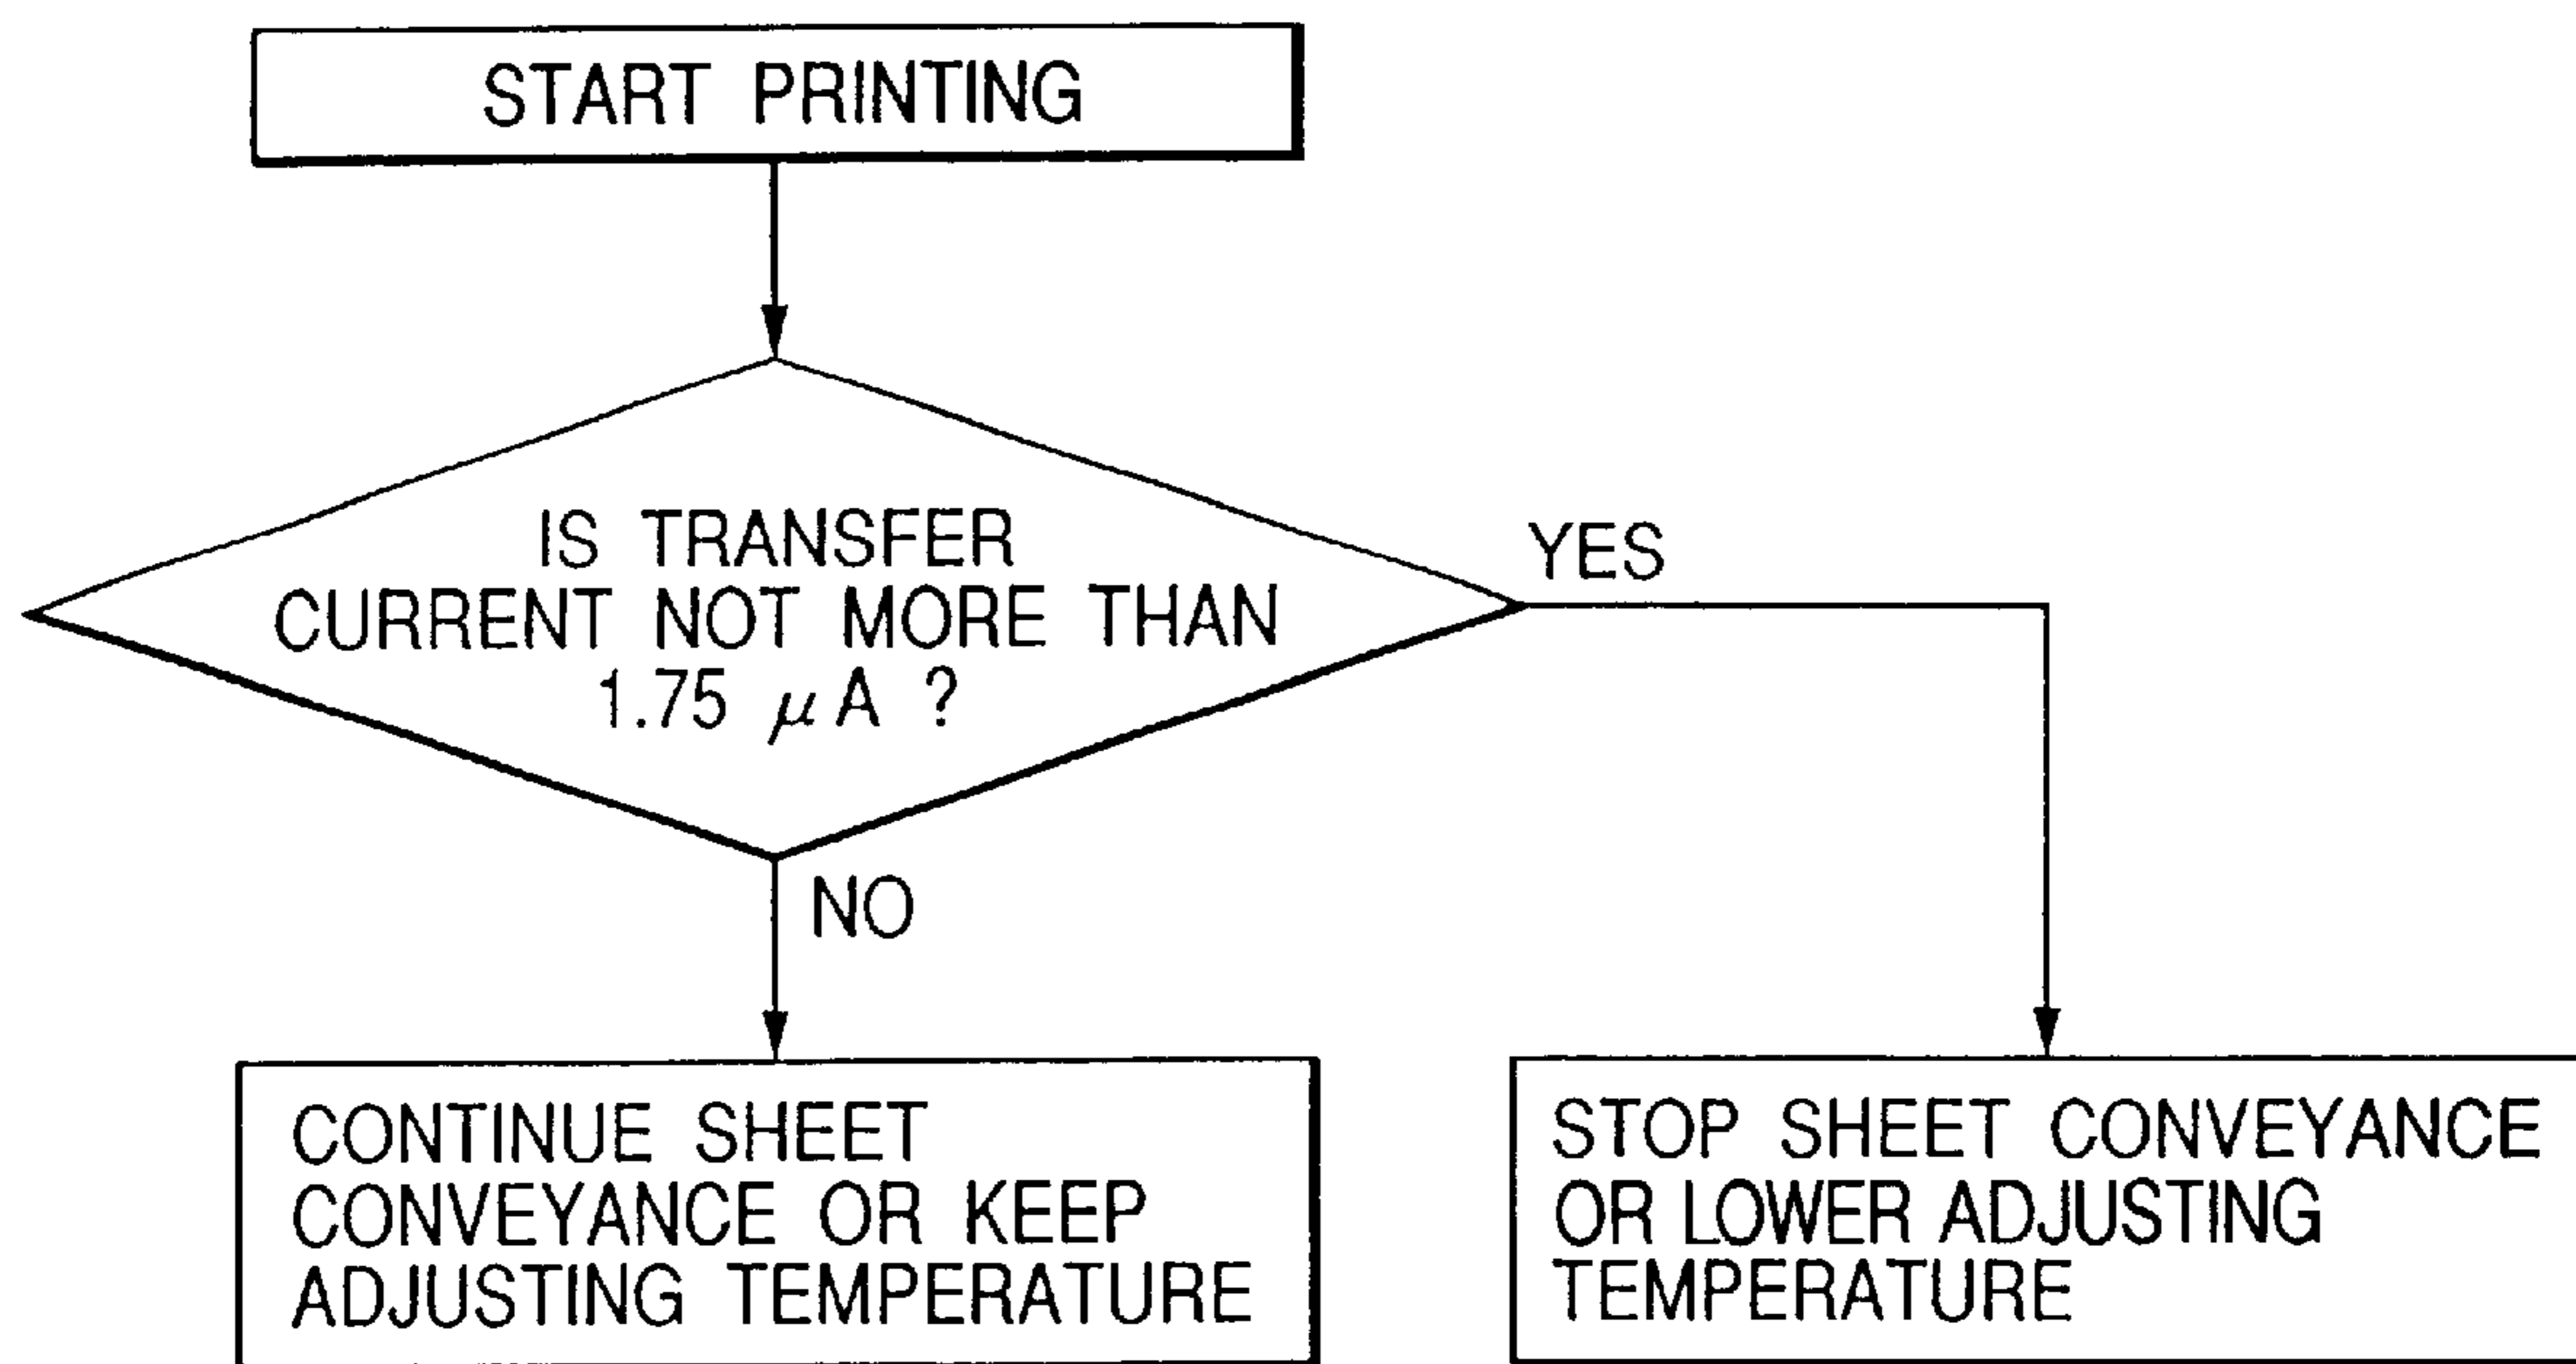 START PRINTING
IS TRANSFER
CURRENT NOT MORE THAN
1.75 μA ?
YES
NO
CONTINUE SHEET
CONVEYANCE OR KEEP
ADJUSTING TEMPERATURE
STOP SHEET CONVEYANCE
OR LOWER ADJUSTING
TEMPERATURE